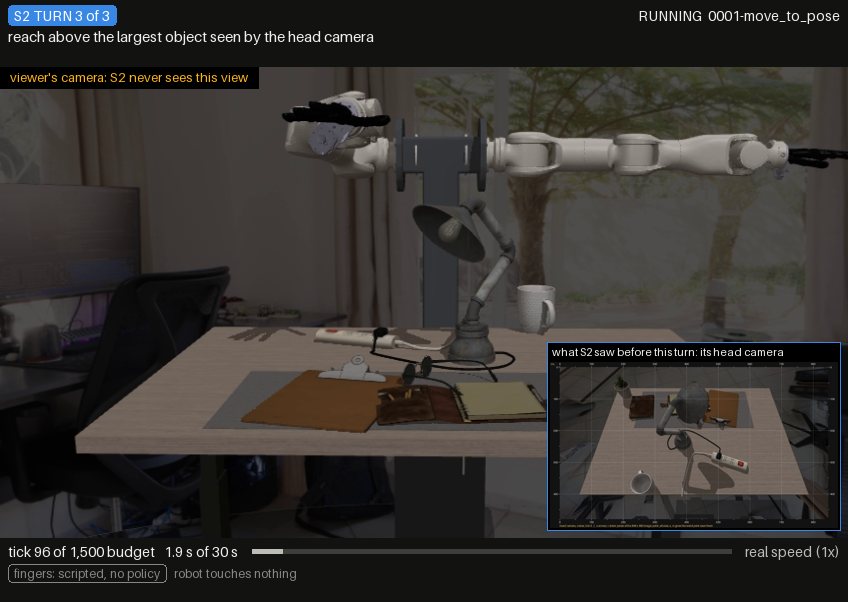 S2 TURN 3 of 3
RUNNING 0001-move_to_pose
reach above the largest object seen by the head camera
viewer's camera: S2 never sees this view
what S2 saw before this turn: its head camera
tick 96 of 1,500 budget 1.9 s of 30 s
real speed (1x)
fingers: scripted, no policy
robot touches nothing